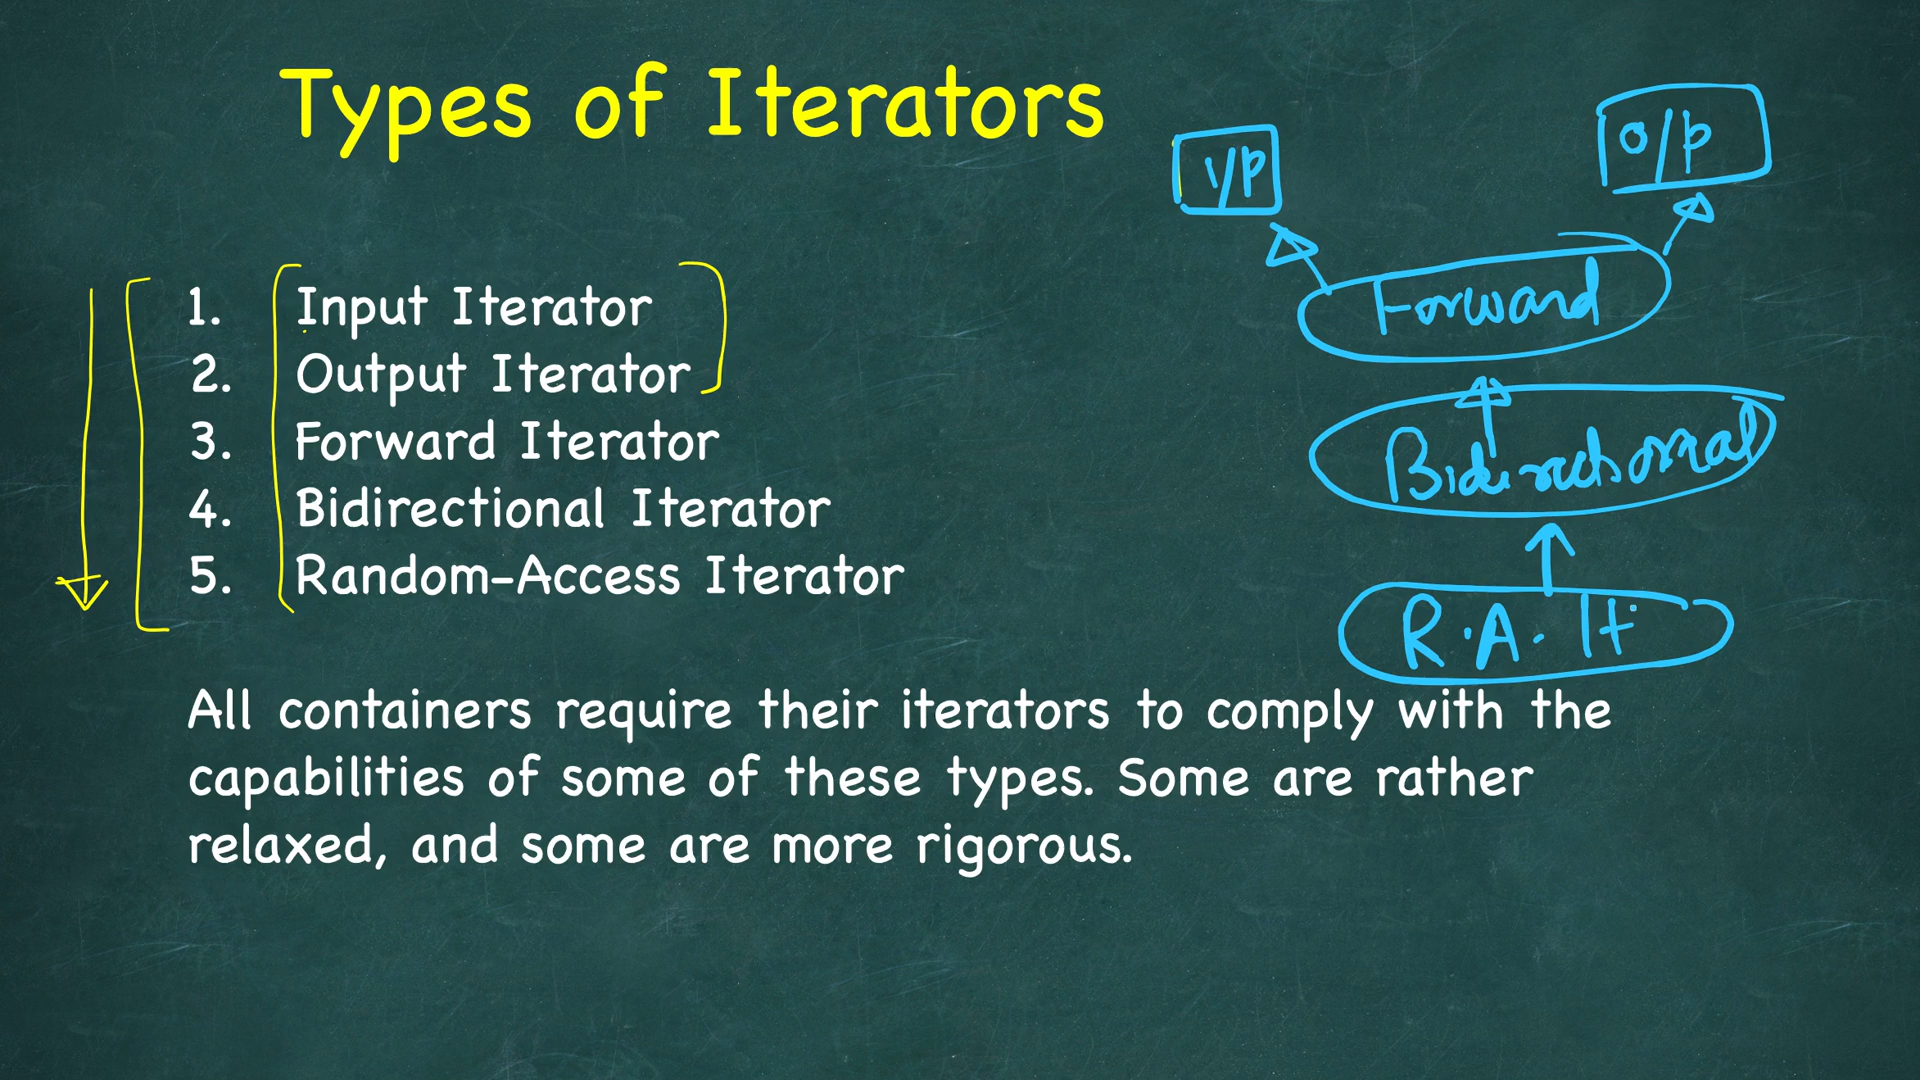 Types of Iterators
I/p
o/p
Forward
Bidirectional
R.A. It
1. Input Iterator
2. Output Iterator
3. Forward Iterator
4. Bidirectional Iterator
5. Random-Access Iterator
All containers require their iterators to comply with the
capabilities of some of these types. Some are rather
relaxed, and some are more rigorous.